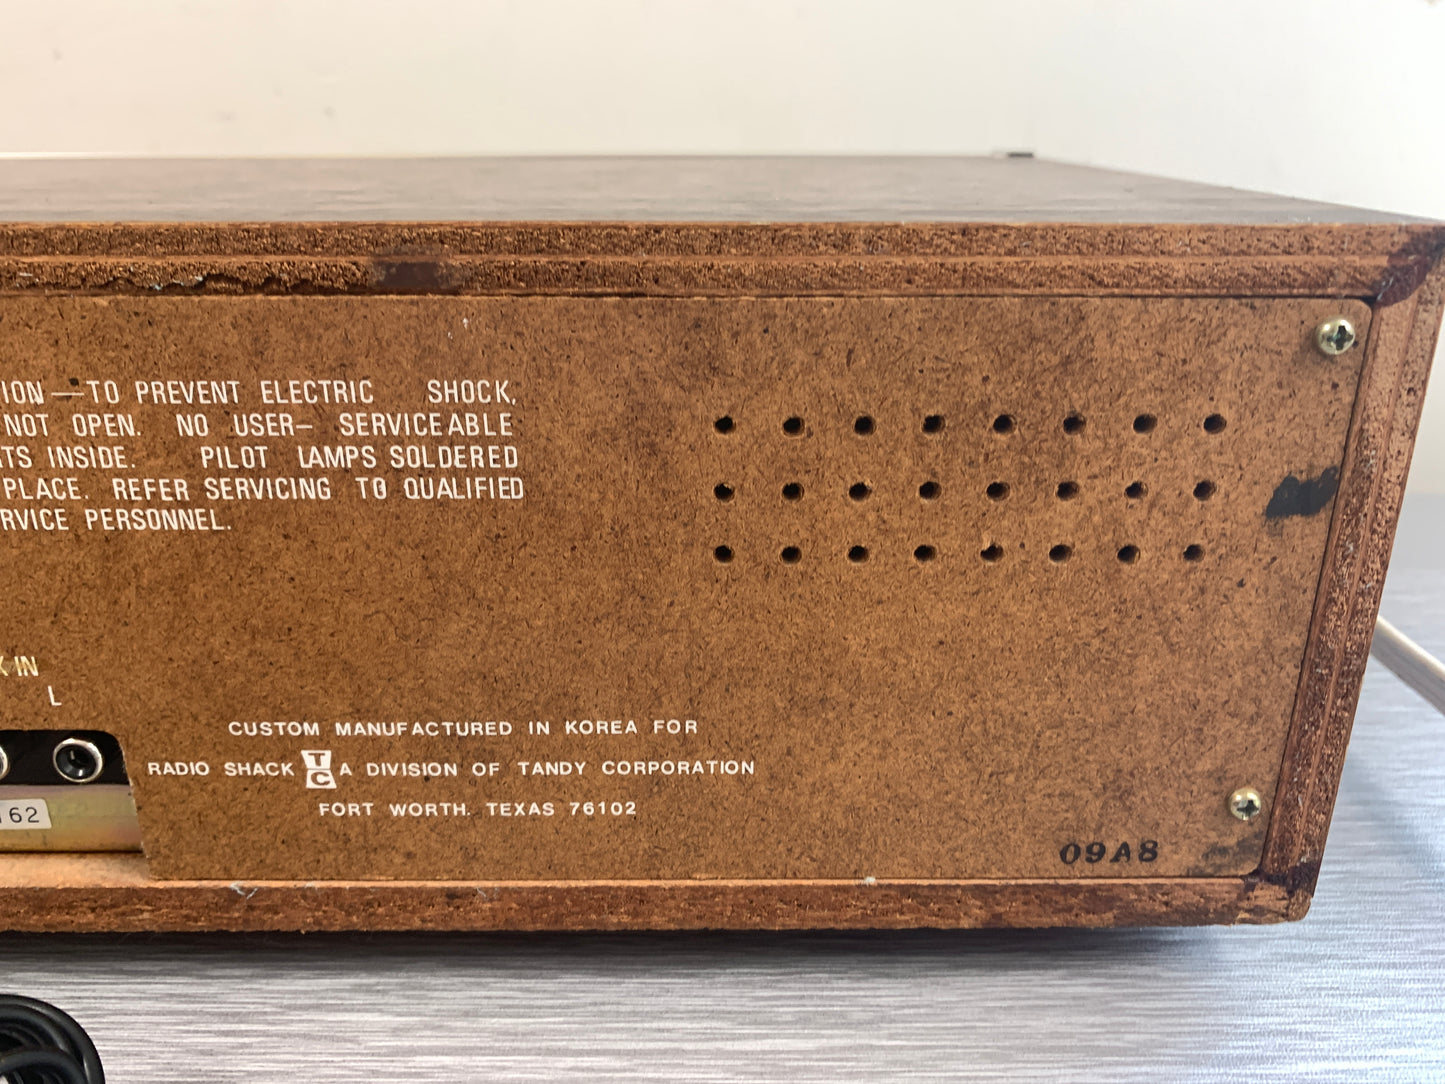 ION — TO PREVENT ELECTRIC SHOCK,
NOT OPEN. NO USER– SERVICEABLE
TS INSIDE. PILOT LAMPS SOLDERED
PLACE. REFER SERVICING TO QUALIFIED
RVICE PERSONNEL.
IN
L
162
CUSTOM MANUFACTURED IN KOREA FOR
RADIO SHACK TC A DIVISION OF TANDY CORPORATION
FORT WORTH. TEXAS 76102
09A8